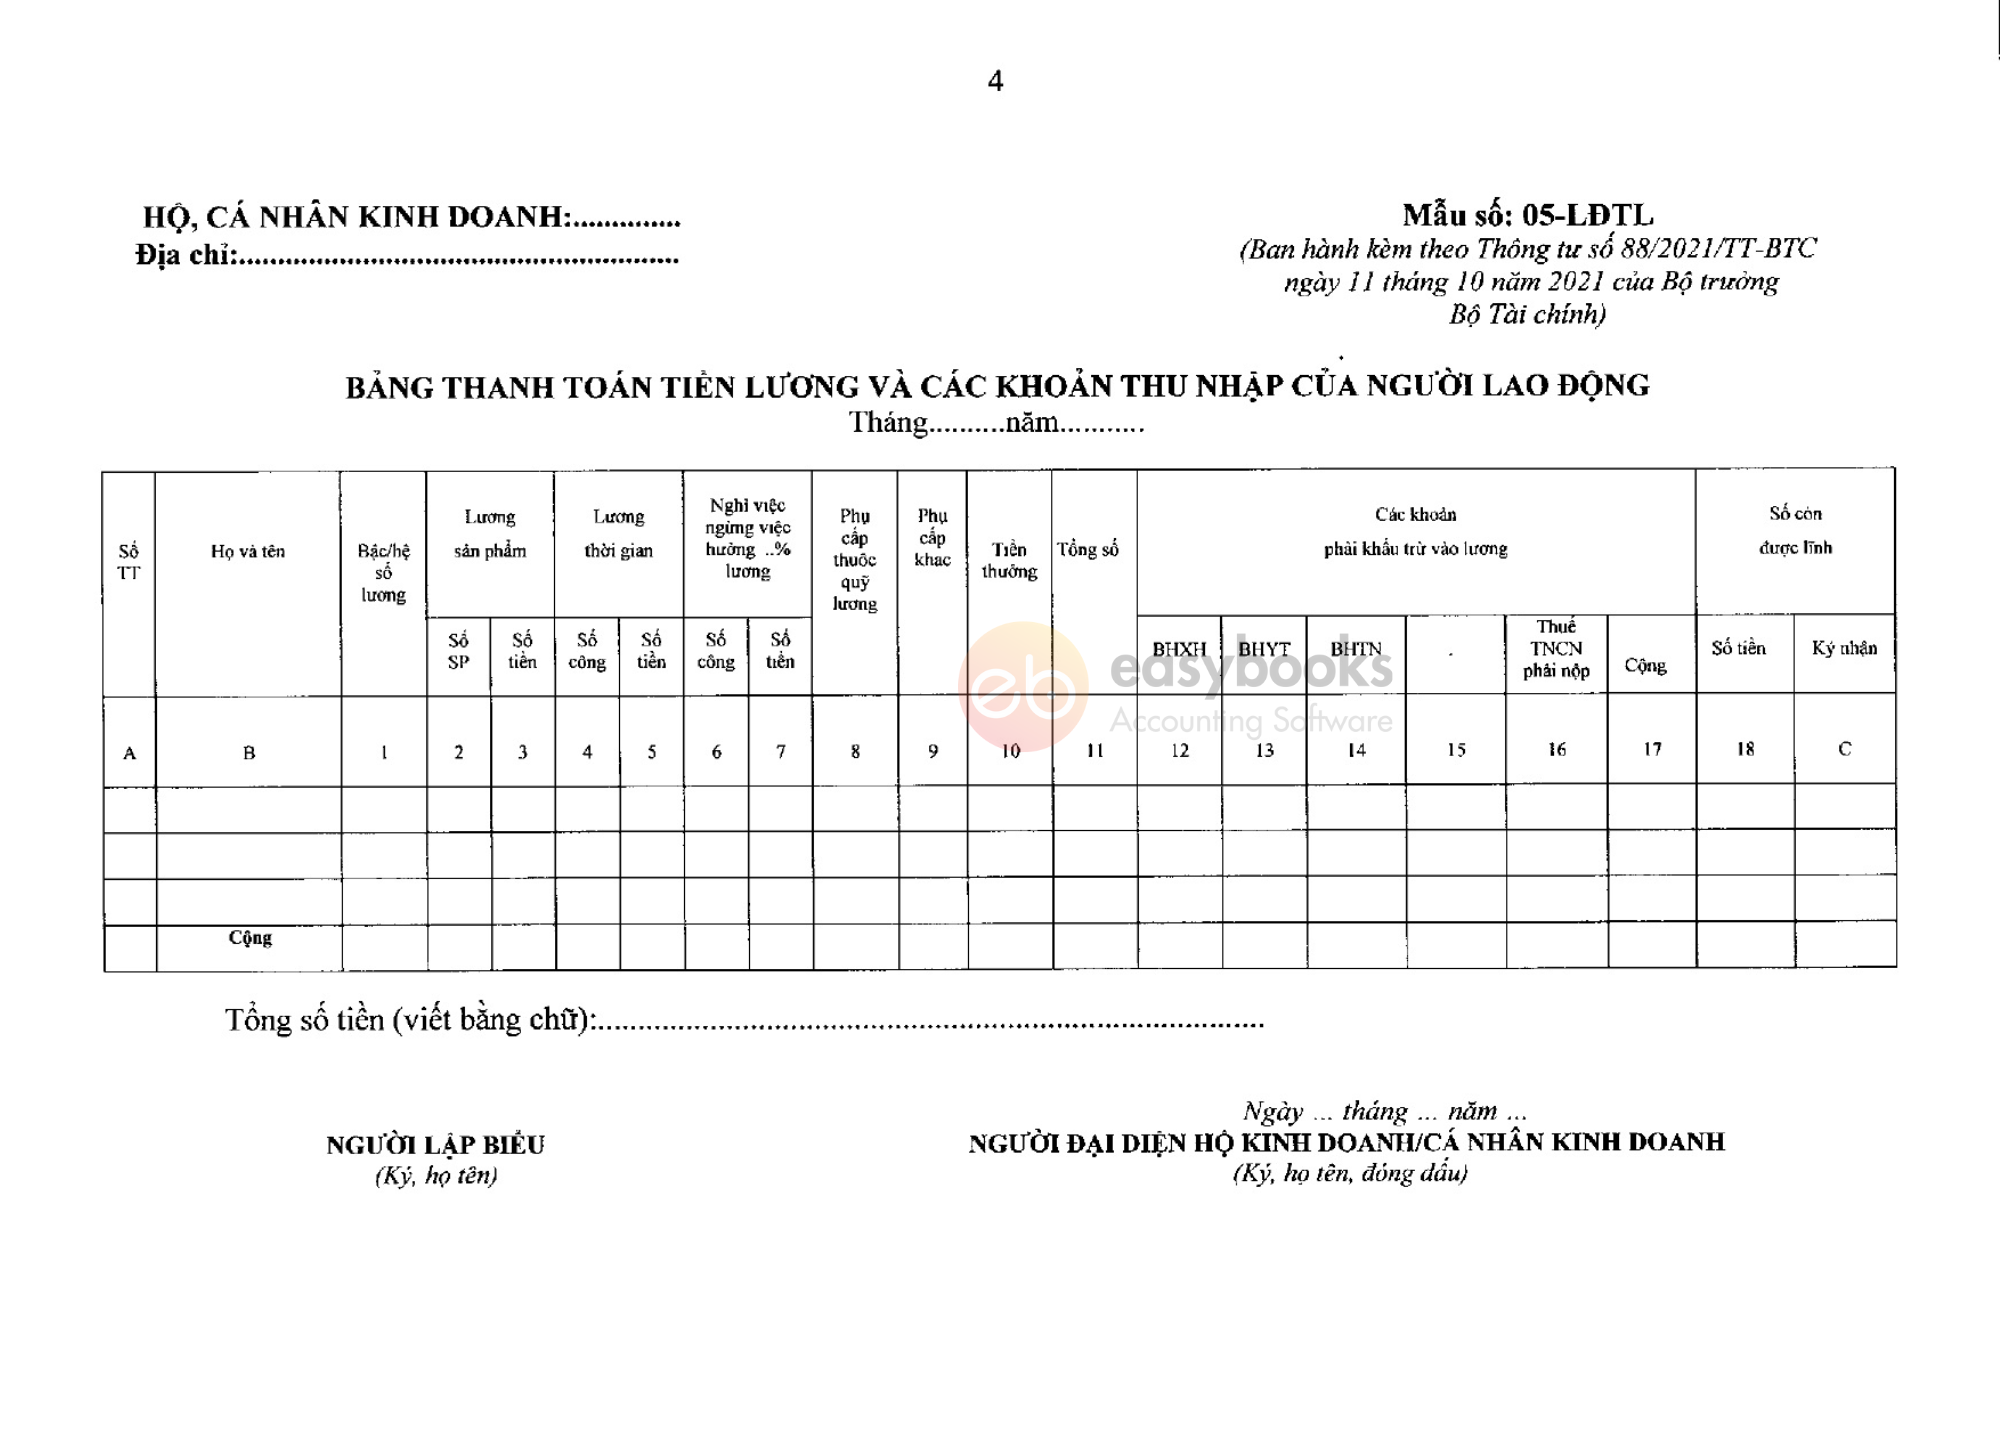 4
HỘ, CÁ NHÂN KINH DOANH:..............
Địa chỉ:.........................................................
Mẫu số: 05-LĐTL
(Ban hành kèm theo Thông tư số 88/2021/TT-BTC
ngày 11 tháng 10 năm 2021 của Bộ trưởng
Bộ Tài chính)
BẢNG THANH TOÁN TIỀN LƯƠNG VÀ CÁC KHOẢN THU NHẬP CỦA NGƯỜI LAO ĐỘNG
Tháng..........năm...........
Số
TT
Họ và tên
Bậc/hệ
số
lương
Lương
sản phẩm
Lương
thời gian
Nghỉ việc
ngừng việc
hưởng ..%
lương
Phụ
cấp
thuộc
quỹ
lương
Phụ
cấp
khác
Tiền
thưởng
Tổng số
Các khoản
phải khấu trừ vào lương
Số còn
được lĩnh
Số
SP
Số
tiền
Số
công
Số
tiền
Số
công
Số
tiền
BHXH
BHYT
BHTN
.
Thuế
TNCN
phải nộp
Cộng
Số tiền
Ký nhận
eb easybooks
Accounting Software
A B 1 2 3 4 5 6 7 8 9 10 11 12 13 14 15 16 17 18 C
Cộng
Tổng số tiền (viết bằng chữ):.....................................................................................
Ngày ... tháng ... năm ...
NGƯỜI LẬP BIỂU
(Ký, họ tên)
NGƯỜI ĐẠI DIỆN HỘ KINH DOANH/CÁ NHÂN KINH DOANH
(Ký, họ tên, đóng dấu)